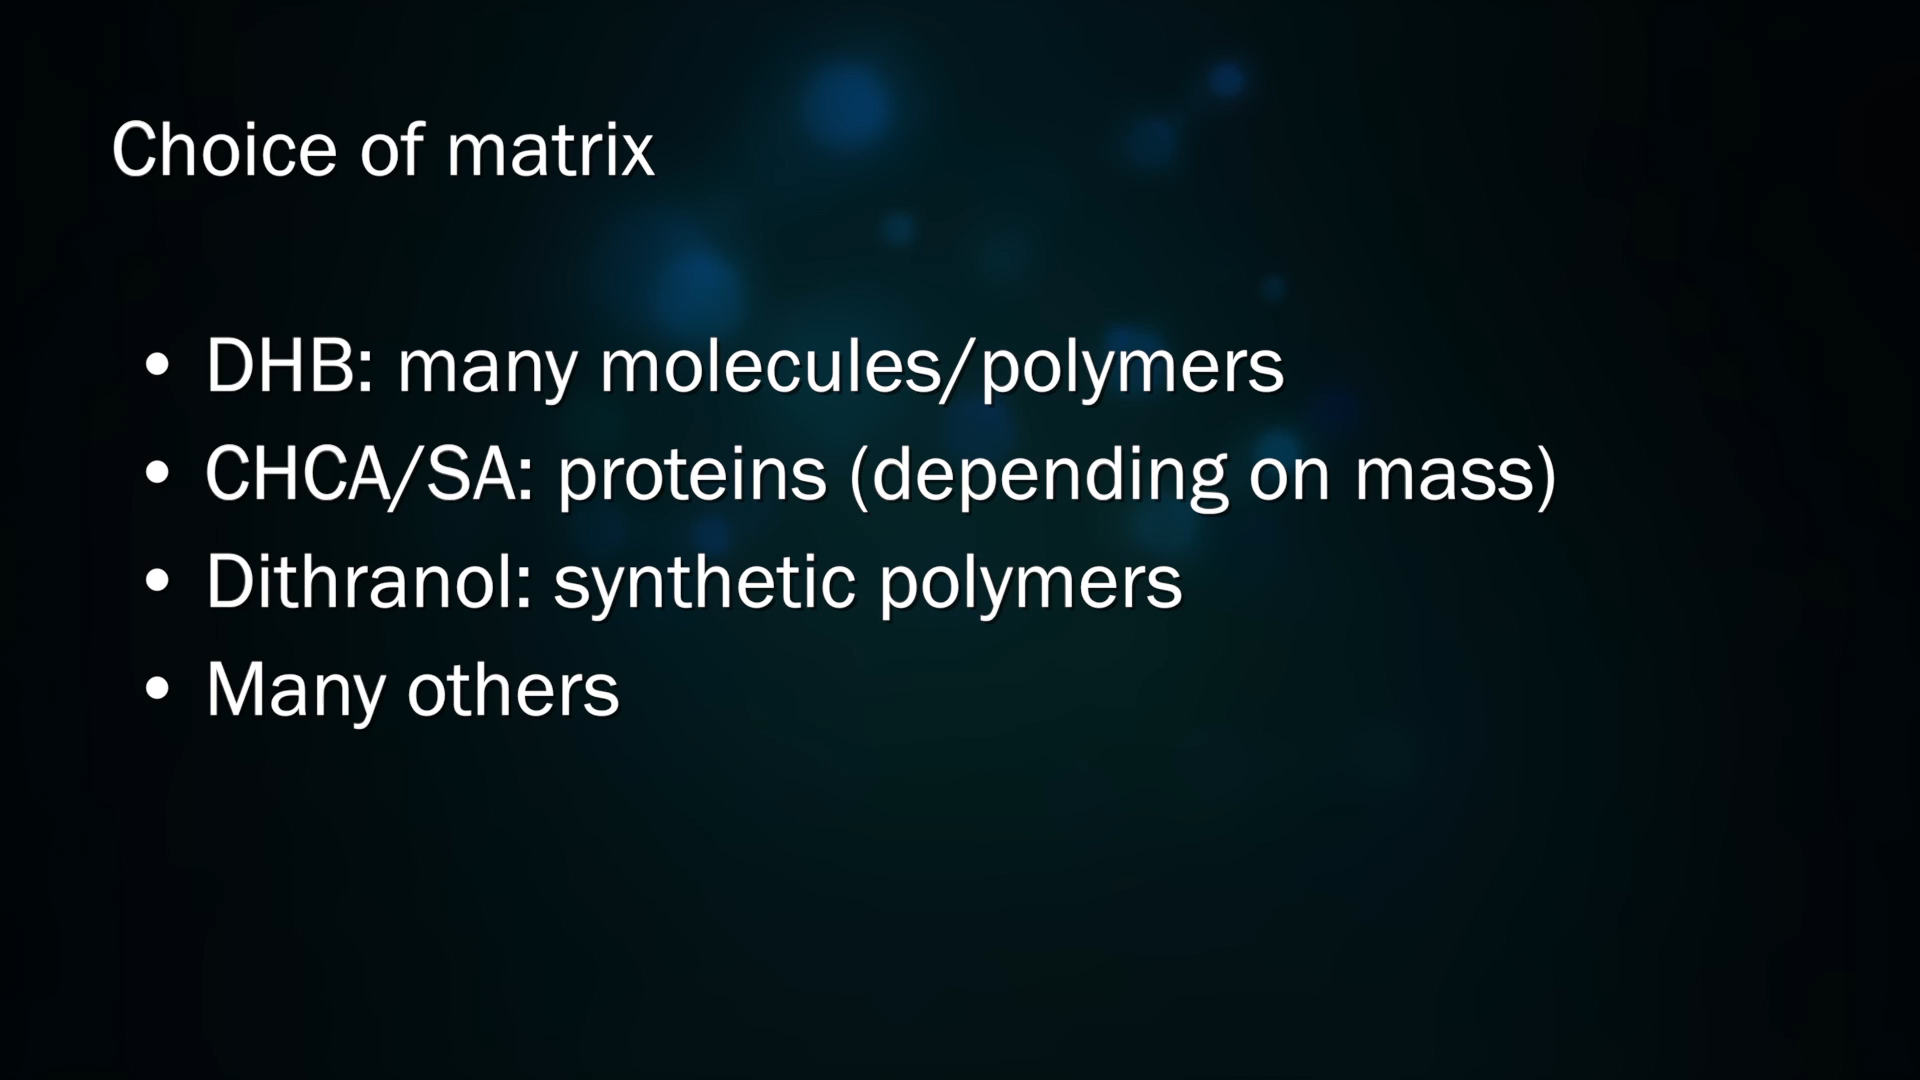 Choice of matrix
• DHB: many molecules/polymers
• CHCA/SA: proteins (depending on mass)
• Dithranol: synthetic polymers
• Many others